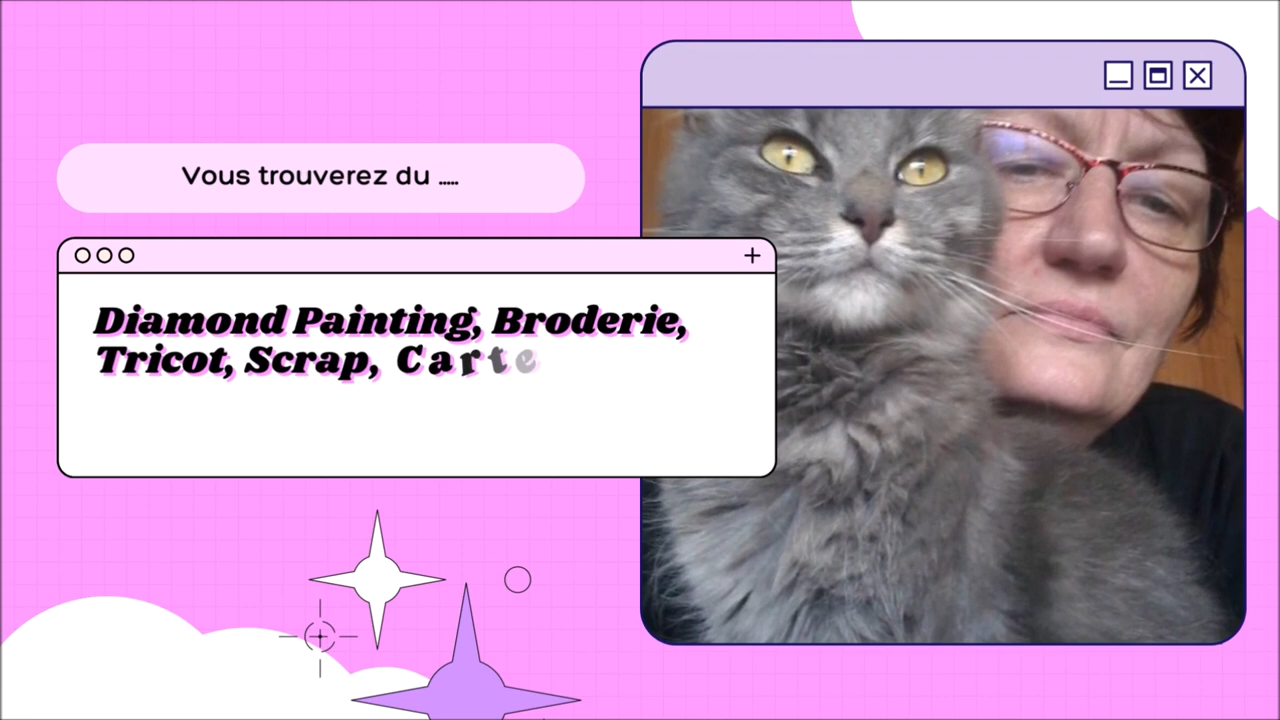 Vous trouverez du .....
Diamond Painting, Broderie,
Tricot, Scrap, Carte